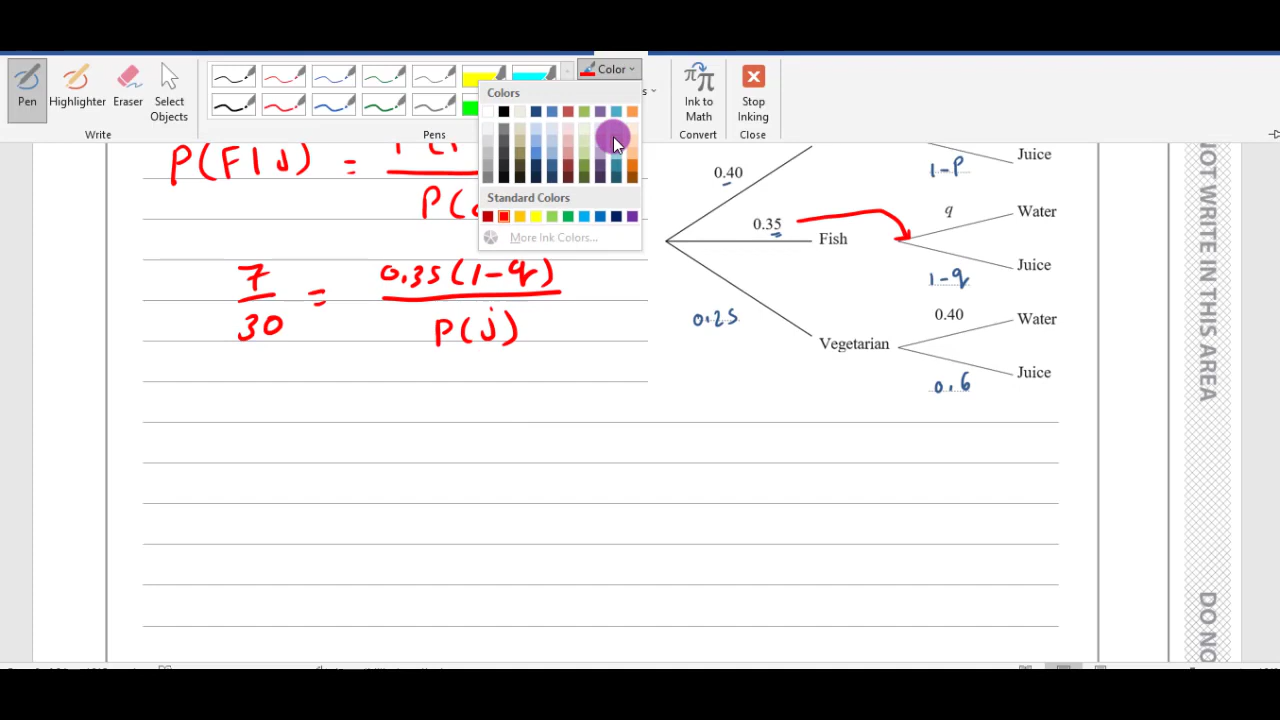 Pen
Highlighter
Eraser
Select
Objects
Write
Pens
Color
Colors
Standard Colors
More Ink Colors...
Ink to
Math
Convert
Stop
Inking
Close
P(F|J) =
7/30 = 0.35(1-q)/P(J)
0.40
1-P
Juice
0.35
Fish
q
Water
1-q
Juice
0.25
Vegetarian
0.40
Water
0.6
Juice
NOT WRITE IN THIS AREA
DO NO